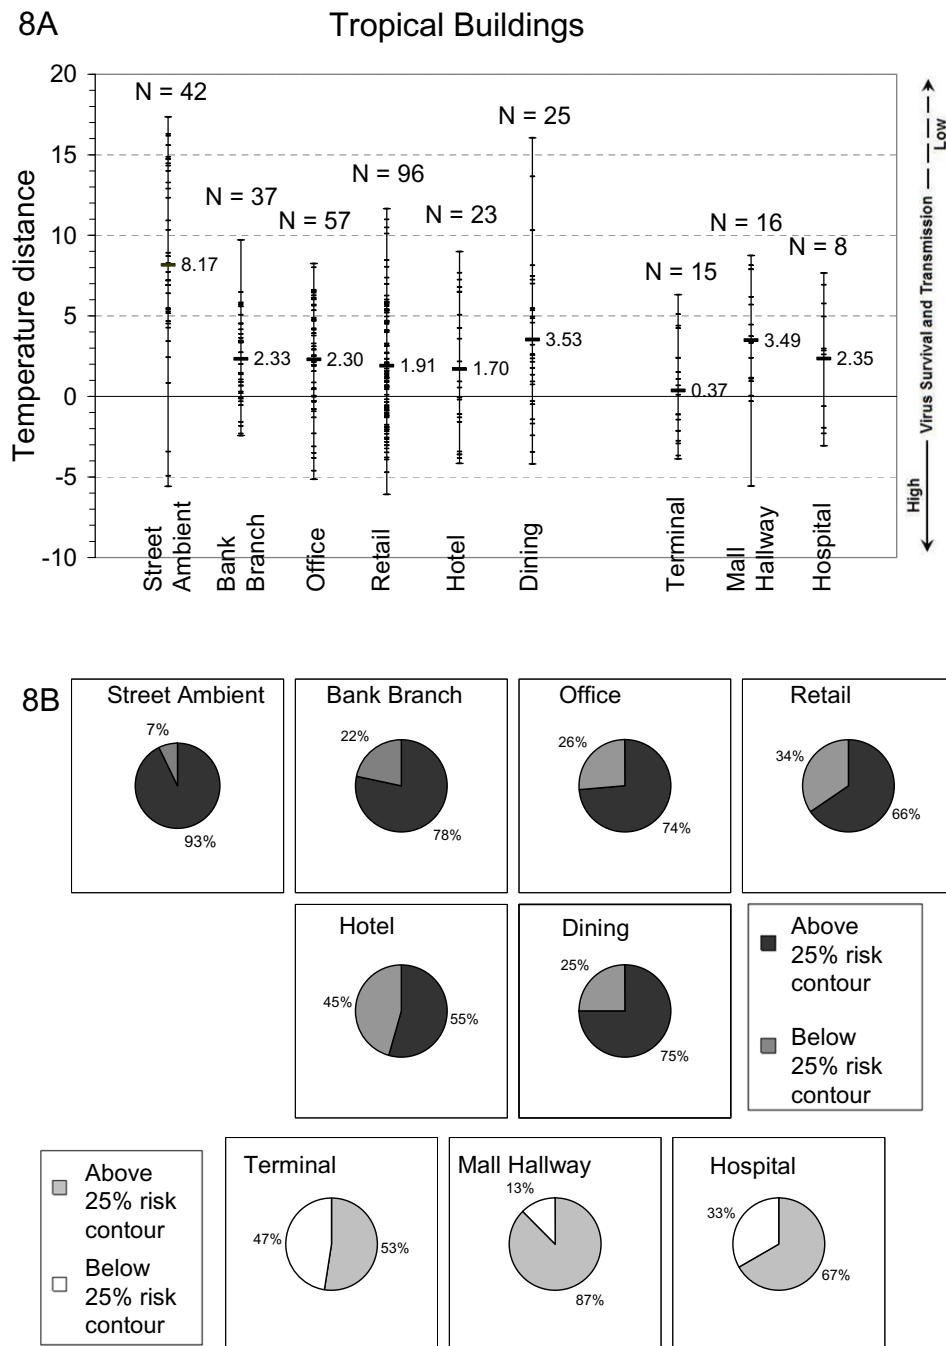 8A
Tropical Buildings
Temperature distance
20
15
10
5
0
-5
-10
N = 42
N = 37
N = 57
N = 96
N = 23
N = 25
N = 15
N = 16
N = 8
8.17
2.33
2.30
1.91
1.70
3.53
0.37
3.49
2.35
Street
Ambient
Bank
Branch
Office
Retail
Hotel
Dining
Terminal
Mall
Hallway
Hospital
High
Virus Survival and Transmission
Low
8B
Street Ambient
7%
93%
Bank Branch
22%
78%
Office
26%
74%
Retail
34%
66%
Hotel
45%
55%
Dining
25%
75%
Above
25% risk
contour
Below
25% risk
contour
Above
25% risk
contour
Below
25% risk
contour
Terminal
47%
53%
Mall Hallway
13%
87%
Hospital
33%
67%